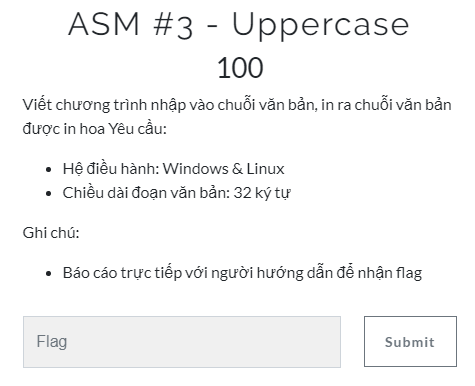 ASM #3 - Uppercase
100
Viết chương trình nhập vào chuỗi văn bản, in ra chuỗi văn bản
được in hoa Yêu cầu:
• Hệ điều hành: Windows & Linux
• Chiều dài đoạn văn bản: 32 ký tự
Ghi chú:
• Báo cáo trực tiếp với người hướng dẫn để nhận flag
Flag
Submit